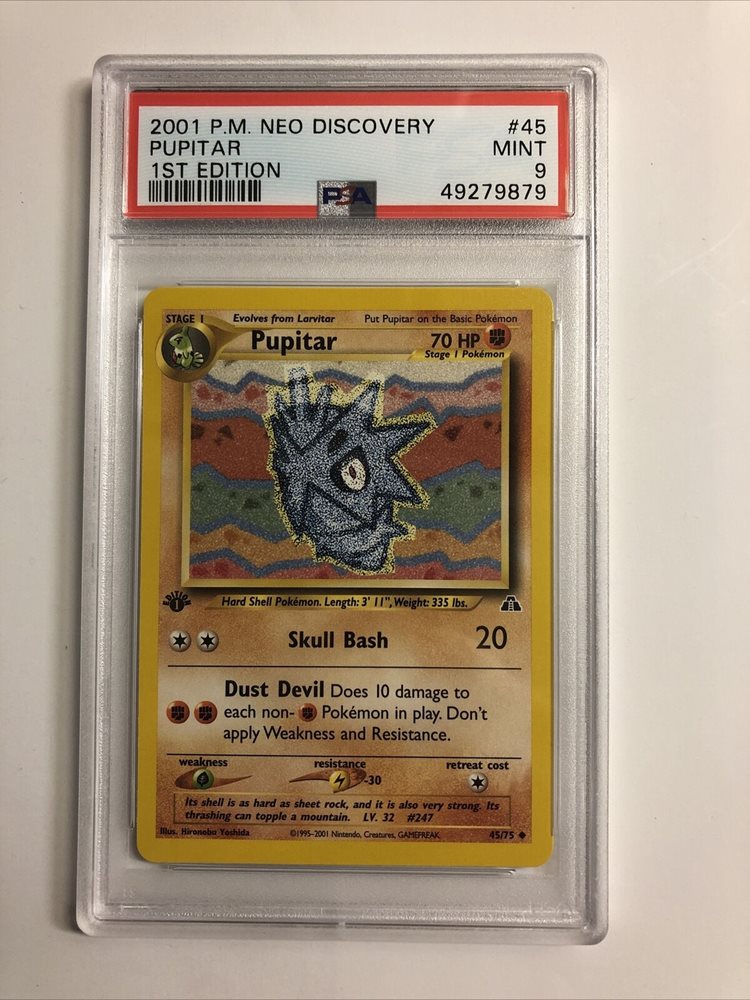 2001 P.M. NEO DISCOVERY #45
PUPITAR MINT
1ST EDITION 9
PSA 49279879
STAGE 1 Evolves from Larvitar Put Pupitar on the Basic Pokémon
Pupitar 70 HP
Stage 1 Pokémon
EDITION 1
Hard Shell Pokémon. Length: 3' 11", Weight: 335 lbs.
Skull Bash 20
Dust Devil Does 10 damage to
each non- Pokémon in play. Don't
apply Weakness and Resistance.
weakness resistance retreat cost
-30
Its shell is as hard as sheet rock, and it is also very strong. Its
thrashing can topple a mountain. LV. 32 #247
Illus. Hironobu Yoshida ©1995-2001 Nintendo, Creatures, GAMEFREAK. 45/75